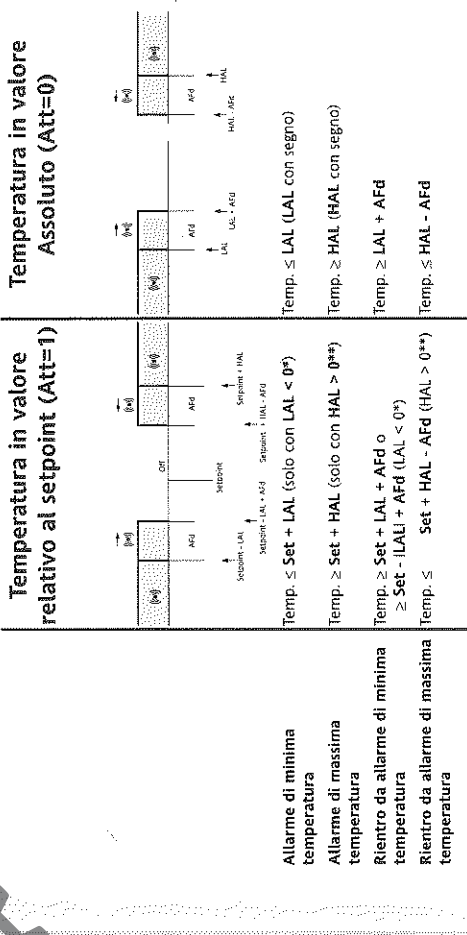 Temperatura in valore
relativo al setpoint (Att=1)
Temperatura in valore
Assoluto (Att=0)
Off
AFd
AFd
Setpoint
Setpoint - LAL
Setpoint - LAL + AFd
Setpoint + HAL - AFd
Setpoint + HAL
AFd
AFd
LAL
LAL + AFd
HAL - AFd
HAL
Allarme di minima
temperatura
Temp. ≤ Set + LAL (solo con LAL < 0*)
Temp. ≤ LAL (LAL con segno)
Allarme di massima
temperatura
Temp. ≥ Set + HAL (solo con HAL > 0**)
Temp. ≥ HAL (HAL con segno)
Rientro da allarme di minima
temperatura
Temp. ≥ Set + LAL + AFd o
≥ Set - |LAL| + AFd (LAL < 0*)
Temp. ≥ LAL + AFd
Rientro da allarme di massima
temperatura
Temp. ≤ Set + HAL - AFd (HAL > 0**)
Temp. ≤ HAL - AFd